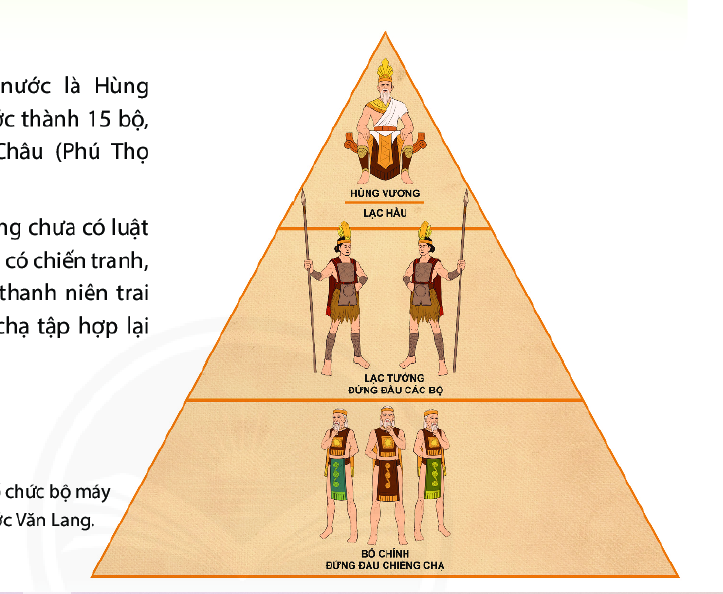 nước là Hùng
ớc thành 15 bộ,
Châu (Phú Thọ
ng chưa có luật
có chiến tranh,
thanh niên trai
chạ tập hợp lại
chức bộ máy
ớc Văn Lang.
HÙNG VƯƠNG
LẠC HẦU
LẠC TƯỚNG
ĐỨNG ĐẦU CÁC BỘ
BỒ CHÍNH
ĐỨNG ĐẦU CHIỀNG CHẠ